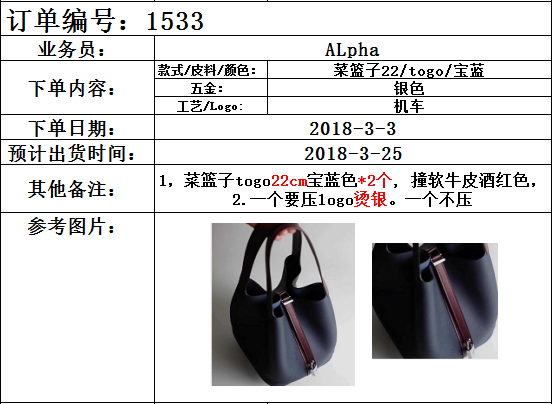 订单编号：1533
业务员： ALpha
下单内容： 款式/皮料/颜色： 菜篮子22/togo/宝蓝
五金： 银色
工艺/Logo： 机车
下单日期： 2018-3-3
预计出货时间： 2018-3-25
其他备注： 1，菜篮子togo22cm宝蓝色*2个，撞软牛皮酒红色，
2.一个要压logo烫银。一个不压
参考图片：